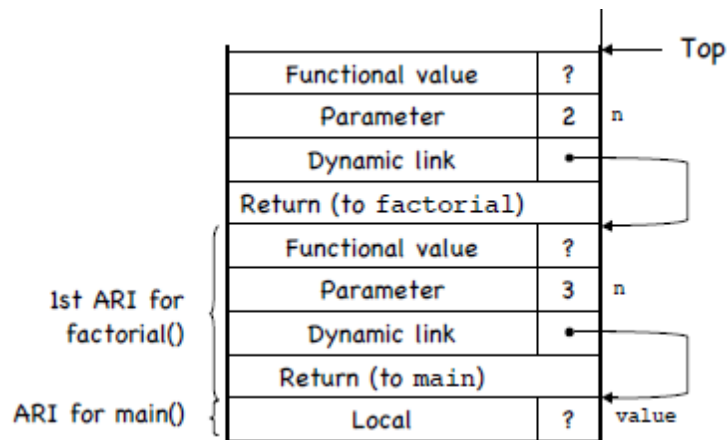 Top
Functional value ?
Parameter 2 n
Dynamic link
Return (to factorial)
Functional value ?
1st ARI for factorial()
Parameter 3 n
Dynamic link
Return (to main)
ARI for main()
Local ? value